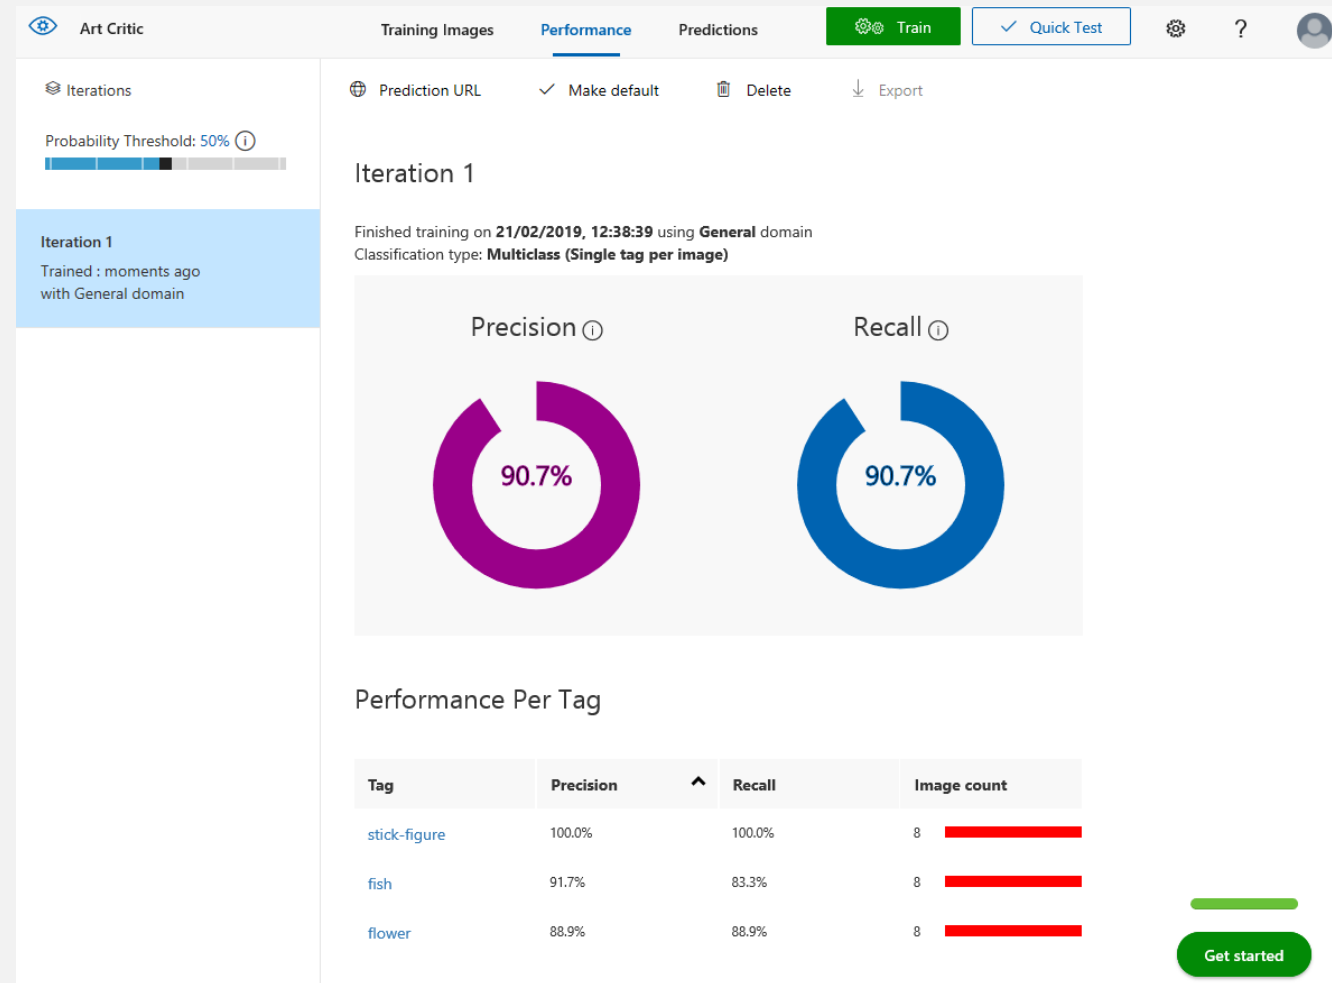 Art Critic
Training Images Performance Predictions Train Quick Test ?
Iterations
Probability Threshold: 50%
Iteration 1
Trained : moments ago
with General domain
Prediction URL Make default Delete Export
Iteration 1
Finished training on 21/02/2019, 12:38:39 using General domain
Classification type: Multiclass (Single tag per image)
Precision
Recall
90.7%
90.7%
Performance Per Tag
Tag Precision Recall Image count
stick-figure 100.0% 100.0% 8
fish 91.7% 83.3% 8
flower 88.9% 88.9% 8
Get started